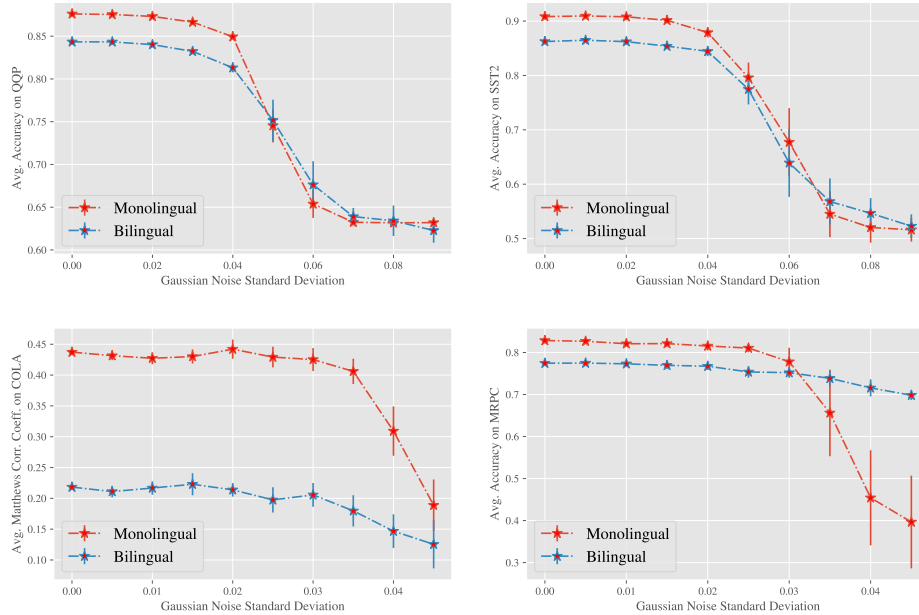 Avg. Accuracy on QQP
0.85
0.80
0.75
0.70
0.65
0.60
Monolingual
Bilingual
0.00 0.02 0.04 0.06 0.08
Gaussian Noise Standard Deviation
Avg. Accuracy on SST2
0.9
0.8
0.7
0.6
0.5
Monolingual
Bilingual
0.00 0.02 0.04 0.06 0.08
Gaussian Noise Standard Deviation
Avg. Matthews Corr. Coeff. on COLA
0.45
0.40
0.35
0.30
0.25
0.20
0.15
0.10
Monolingual
Bilingual
0.00 0.01 0.02 0.03 0.04
Gaussian Noise Standard Deviation
Avg. Accuracy on MRPC
0.8
0.7
0.6
0.5
0.4
0.3
Monolingual
Bilingual
0.00 0.01 0.02 0.03 0.04
Gaussian Noise Standard Deviation